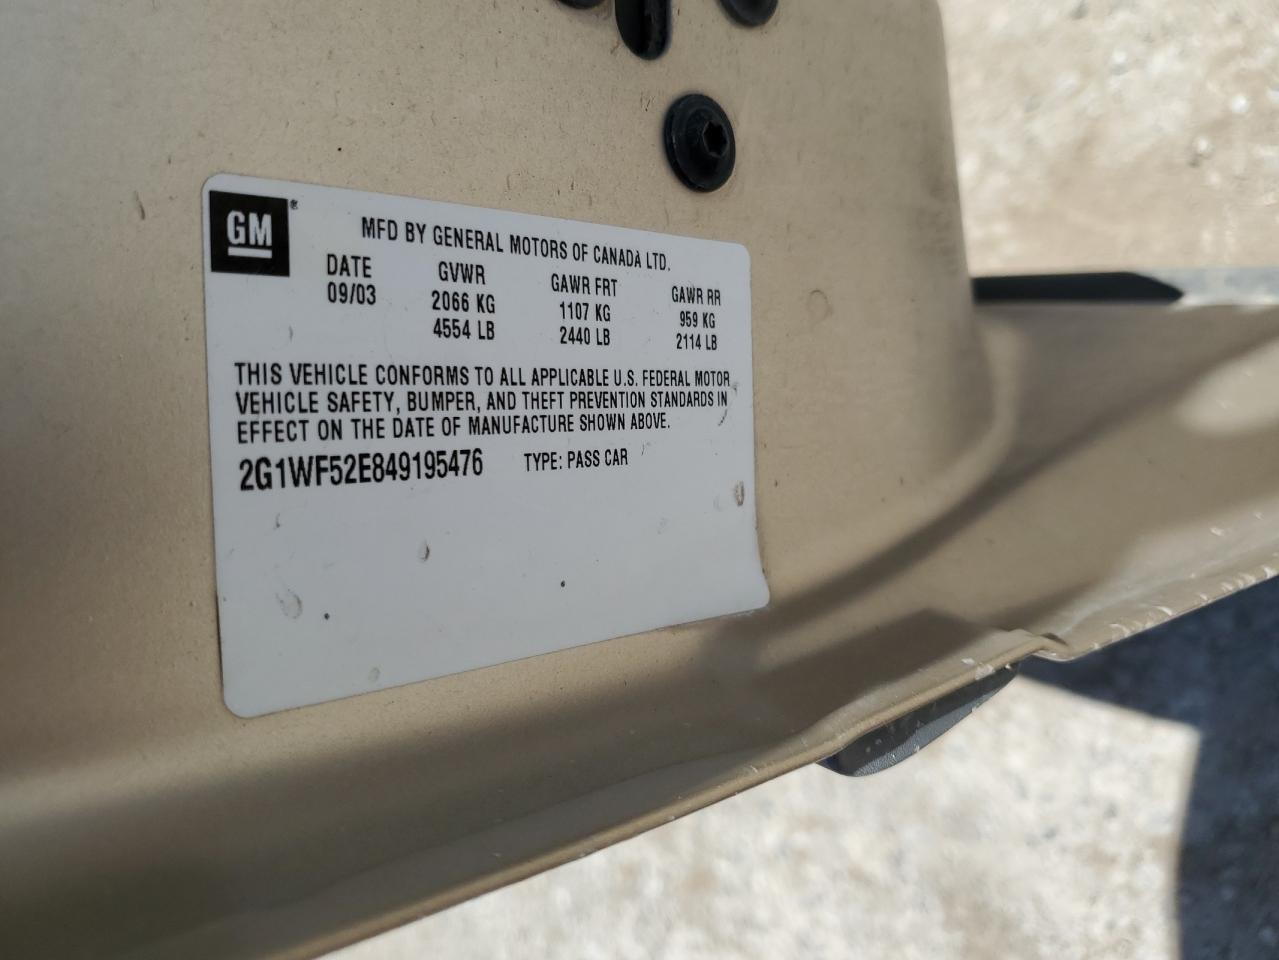 GM®
MFD BY GENERAL MOTORS OF CANADA LTD.
DATE GVWR GAWR FRT GAWR RR
09/03 2066 KG 1107 KG 959 KG
4554 LB 2440 LB 2114 LB
THIS VEHICLE CONFORMS TO ALL APPLICABLE U.S. FEDERAL MOTOR
VEHICLE SAFETY, BUMPER, AND THEFT PREVENTION STANDARDS IN
EFFECT ON THE DATE OF MANUFACTURE SHOWN ABOVE.
2G1WF52E849195476 TYPE: PASS CAR